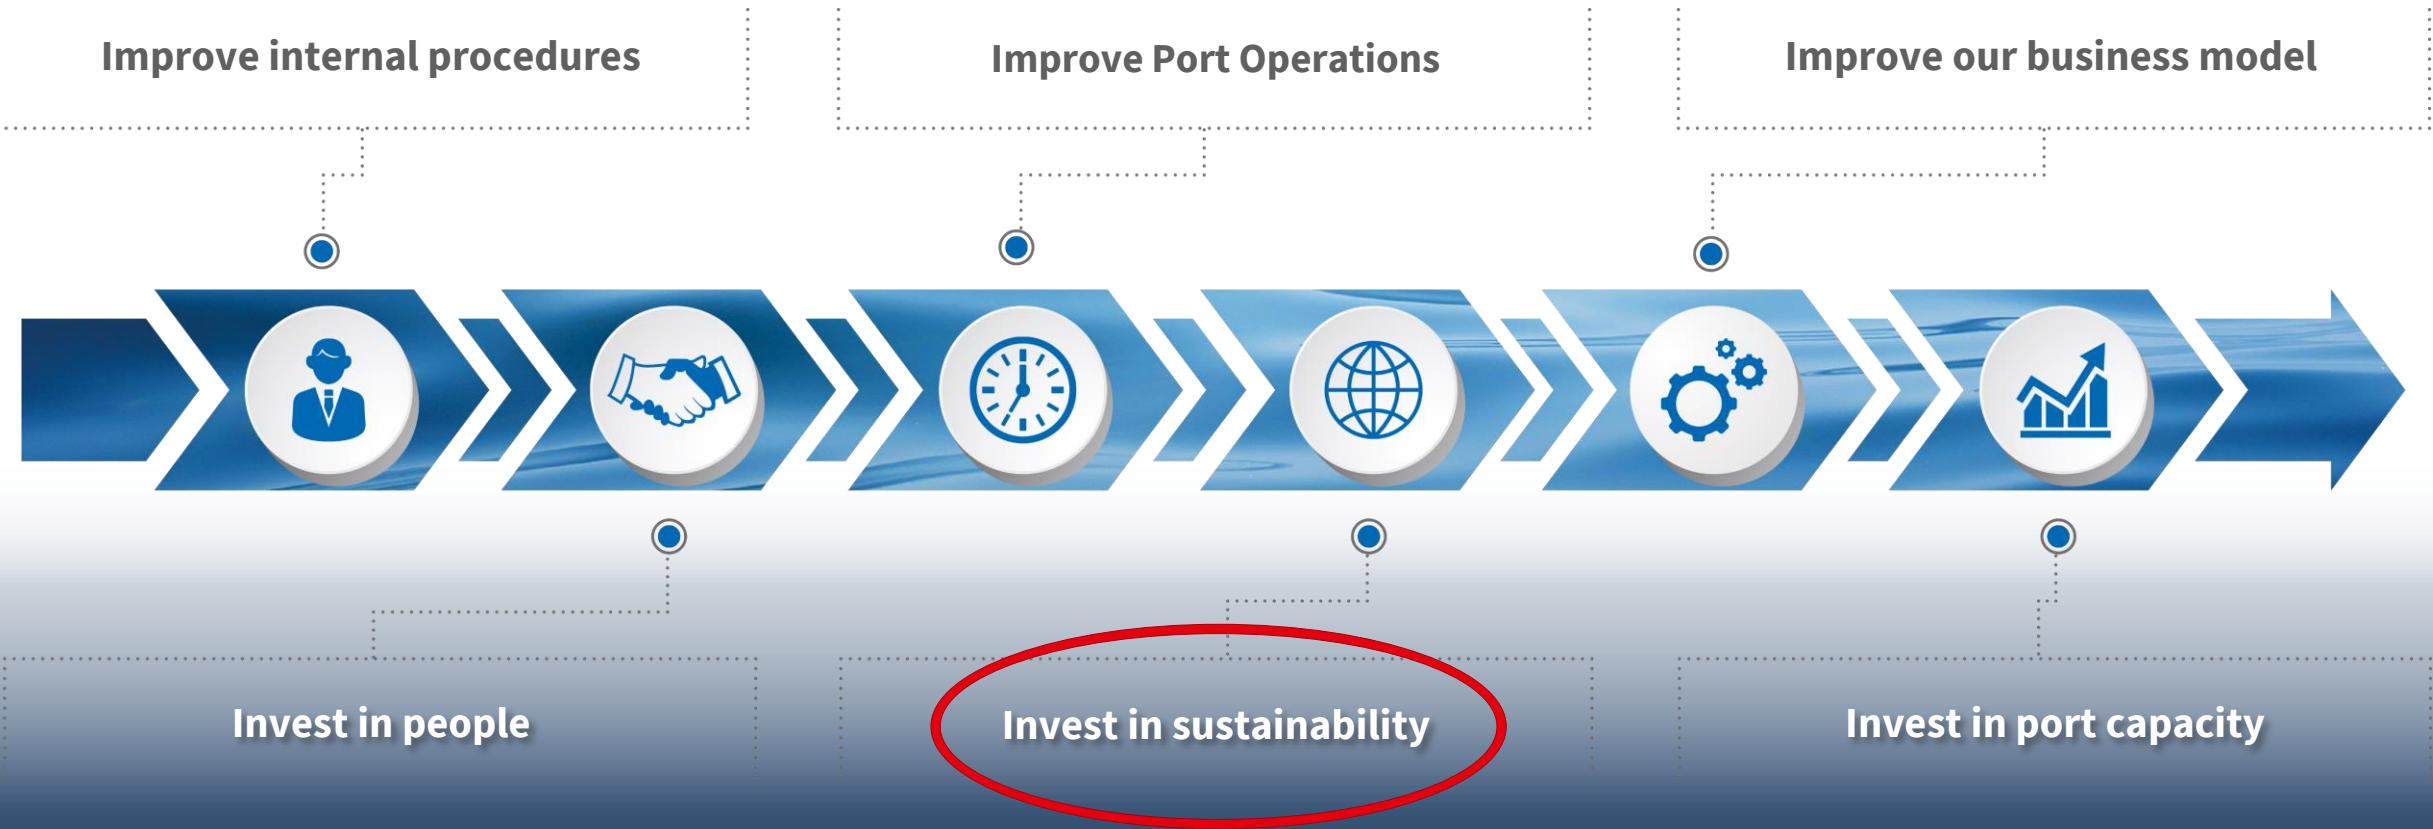 Improve internal procedures
Improve Port Operations
Improve our business model
Invest in people
Invest in sustainability
Invest in port capacity